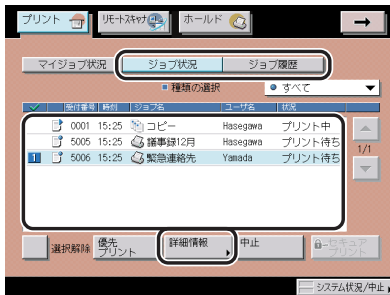 プリント リモートスキャナ ホールド
マイジョブ状況 ジョブ状況 ジョブ履歴
■種類の選択 すべて
受付番号 時刻 ジョブ名 ユーザ名 状況
0001 15:25 コピー Hasegawa プリント中
5005 15:25 議事録12月 Hasegawa プリント待ち
1 5006 15:25 緊急連絡先 Yamada プリント待ち
1/1
選択解除 優先プリント 詳細情報 中止 セキュアプリント
システム状況/中止